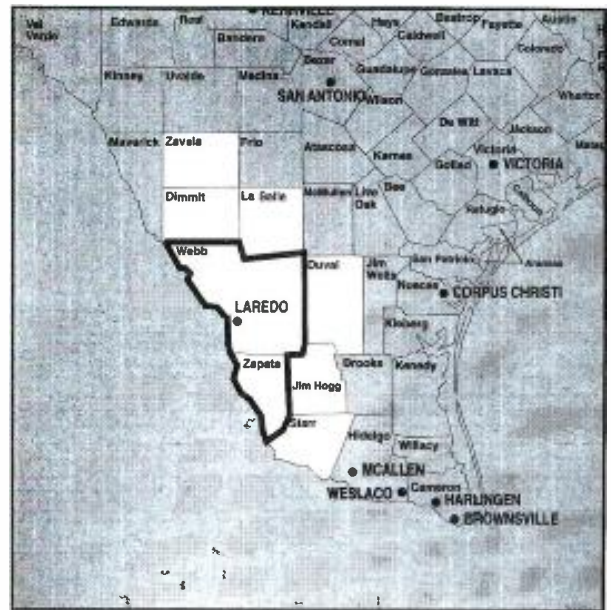 KERRVILLE
Val Verde
Edwards
Real
Kendall
Hays
Bastrop
Fayette
Austin
Bandera
Comal
Caldwell
Colorado
Kinney
Uvalde
Medina
Bexar
Guadalupe
Gonzales
Lavaca
SAN ANTONIO
Wilson
Wharton
De Witt
Jackson
Maverick
Zavala
Frio
Atascosa
Karnes
Goliad
Victoria
VICTORIA
Dimmit
La Salle
McMullen
Live Oak
Bee
Refugio
Calhoun
Webb
Duval
Jim Wells
San Patricio
Aransas
Nueces
CORPUS CHRISTI
LAREDO
Kleberg
Zapata
Jim Hogg
Brooks
Kenedy
Starr
Hidalgo
Willacy
MCALLEN
WESLACO
Cameron
HARLINGEN
BROWNSVILLE